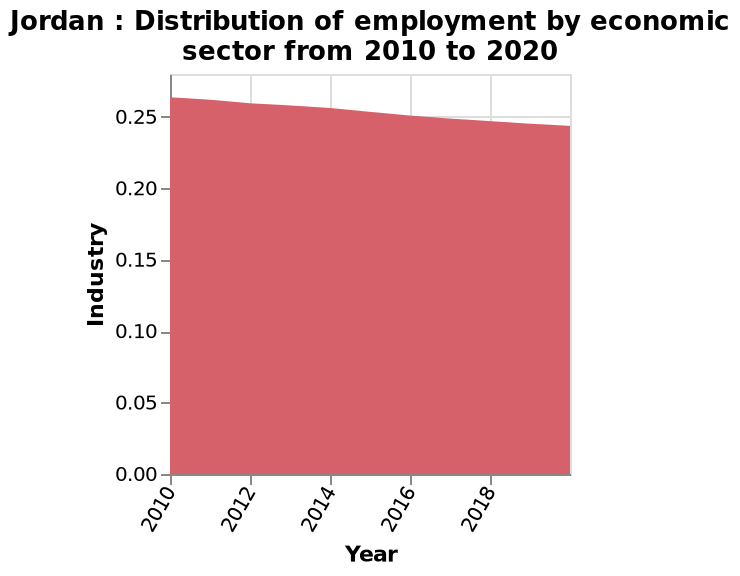 Jordan : Distribution of employment by economic
sector from 2010 to 2020
0.25
0.20
0.15
0.10
0.05
0.00
Industry
2010
2012
2014
2016
2018
Year